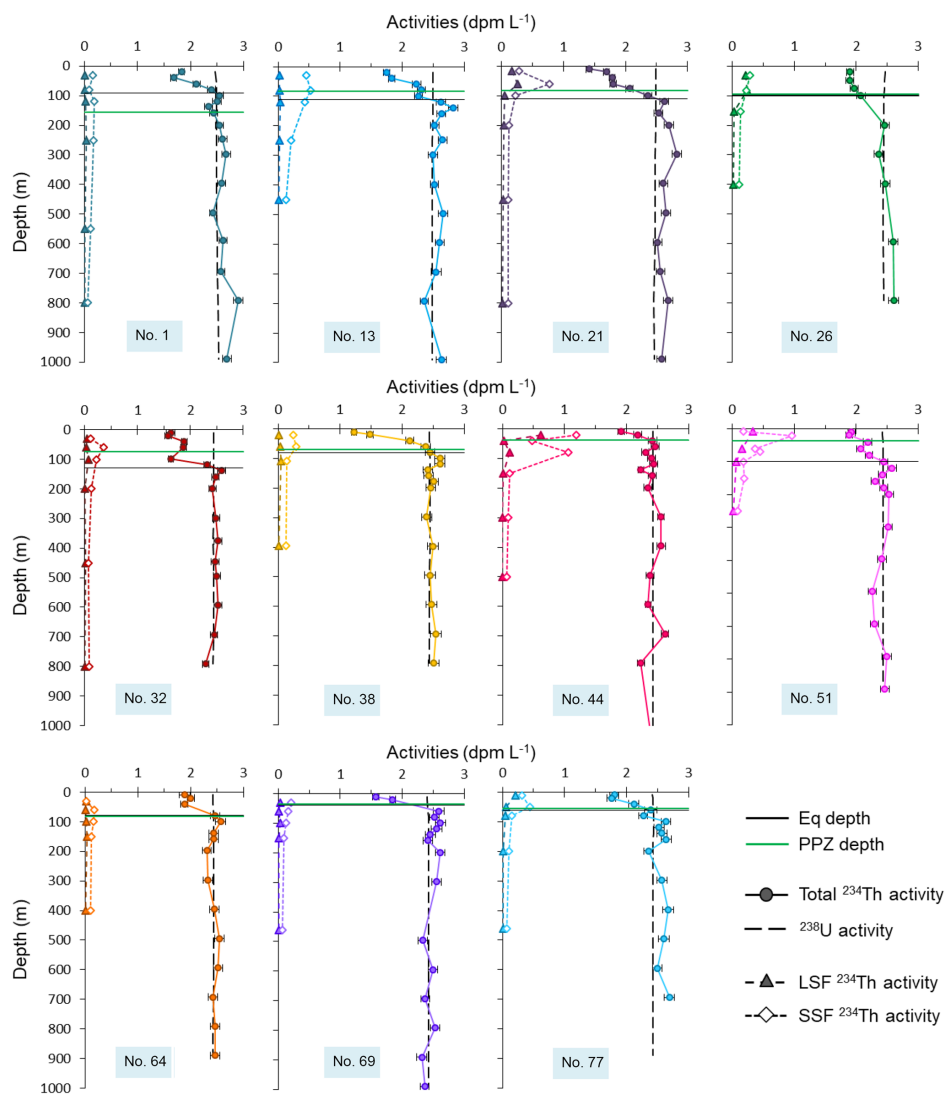 Activities (dpm L⁻¹)
0 1 2 3 0 1 2 3 0 1 2 3 0 1 2 3
0
100
200
300
400
500
600
700
800
900
1000
Depth (m)
No. 1 No. 13 No. 21 No. 26
Activities (dpm L⁻¹)
0 1 2 3 0 1 2 3 0 1 2 3 0 1 2 3
0
100
200
300
400
500
600
700
800
900
1000
Depth (m)
No. 32 No. 38 No. 44 No. 51
Activities (dpm L⁻¹)
0 1 2 3 0 1 2 3 0 1 2 3
0
100
200
300
400
500
600
700
800
900
1000
Depth (m)
No. 64 No. 69 No. 77
Eq depth
PPZ depth
Total ²³⁴Th activity
²³⁸U activity
LSF ²³⁴Th activity
SSF ²³⁴Th activity